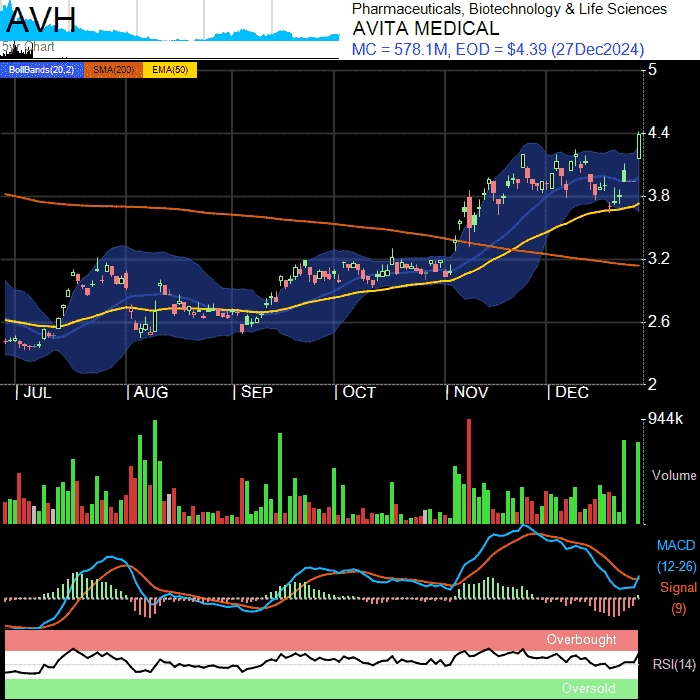 AVH
5yr Chart
Pharmaceuticals, Biotechnology & Life Sciences
AVITA MEDICAL
MC = 578.1M, EOD = $4.39 (27Dec2024)
BollBands(20,2) SMA(200) EMA(50)
5
4.4
3.8
3.2
2.6
2
JUL AUG SEP OCT NOV DEC
944k
Volume
MACD
(12-26)
Signal
(9)
Overbought
RSI(14)
Oversold